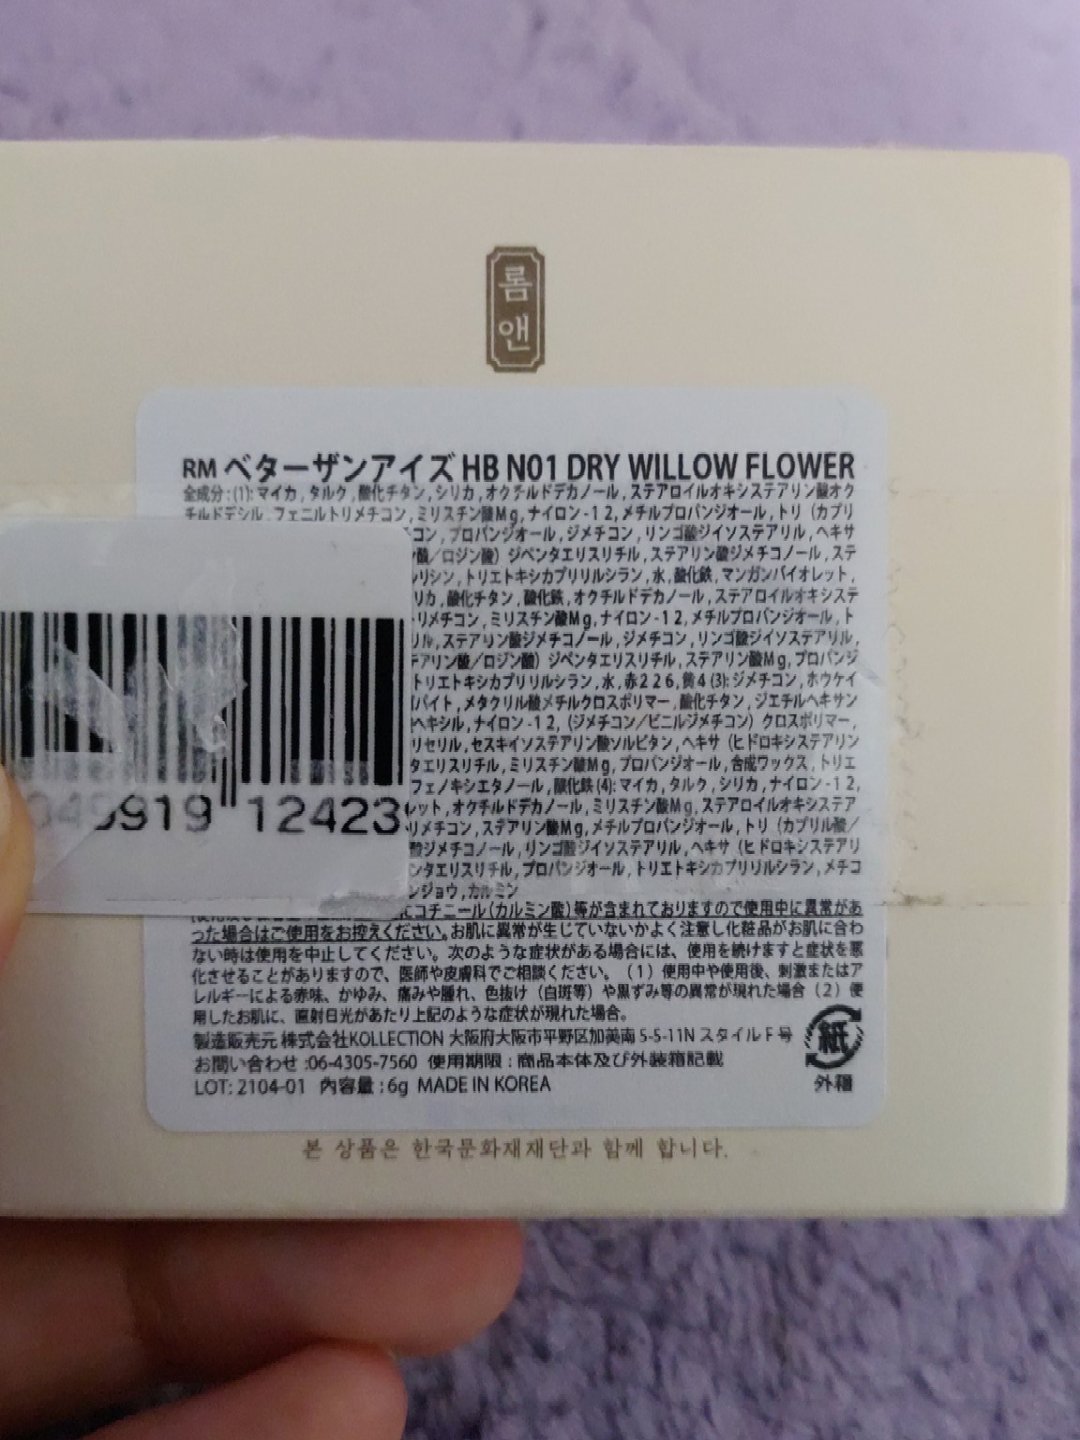 롬
앤
RM ベターザンアイズ HB N01 DRY WILLOW FLOWER
全成分:(1):マイカ,タルク,酸化チタン,シリカ,オクチルドデカノール,ステアロイルオキシステアリン酸オク
チルドデシル,フェニルトリメチコン,ミリスチン酸Mg,ナイロン-12,メチルプロパンジオール,トリ(カプリ
コン,プロパンジオール,ジメチコン,リンゴ酸ジイソステアリル,ヘキサ
酸/ロジン酸)ジペンタエリスリチル,ステアリン酸ジメチコノール,ステ
リシン,トリエトキシカプリリルシラン,水,酸化鉄,マンガンバイオレット,
リカ,酸化チタン,酸化鉄,オクチルドデカノール,ステアロイルオキシステ
リメチコン,ミリスチン酸Mg,ナイロン-12,メチルプロパンジオール,ト
リル,ステアリン酸ジメチコノール,ジメチコン,リンゴ酸ジイソステアリル,
テアリン酸/ロジン酸)ジペンタエリスリチル,ステアリン酸Mg,プロパンジ
トリエトキシカプリリルシラン,水,赤226,黄4(3):ジメチコン,ホウケイ
バイト,メタクリル酸メチルクロスポリマー,酸化チタン,ジエチルヘキサン
ヘキシル,ナイロン-12,(ジメチコン/ビニルジメチコン)クロスポリマー,
リセリル,セスキイソステアリン酸ソルビタン,ヘキサ(ヒドロキシステアリン
タエリスリチル,ミリスチン酸Mg,プロパンジオール,合成ワックス,トリエ
フェノキシエタノール,酸化鉄(4):マイカ,タルク,シリカ,ナイロン-12,
レット,オクチルドデカノール,ミリスチン酸Mg,ステアロイルオキシステア
リメチコン,ステアリン酸Mg,メチルプロパンジオール,トリ(カプリル酸/
酸ジメチコノール,リンゴ酸ジイソステアリル,ヘキサ(ヒドロキシステアリ
ンタエリスリチル,プロパンジオール,トリエトキシカプリリルシラン,メチコ
ンジョウ,カルミン
49919 12423
にコチニール(カルミン酸)等が含まれておりますので使用中に異常があ
った場合はご使用をお控えください。お肌に異常が生じていないかよく注意し化粧品がお肌に合わ
ない時は使用を中止してください。次のような症状がある場合には、使用を続けますと症状を悪
化させることがありますので、医師や皮膚科でご相談ください。(1)使用中や使用後、刺激またはア
レルギーによる赤味、かゆみ、痛みや腫れ、色抜け(白斑等)や黒ずみ等の異常が現れた場合(2)使
用したお肌に、直射日光があたり上記のような症状が現れた場合。
製造販売元 株式会社KOLLECTION 大阪府大阪市平野区加美南 5-5-11N スタイルF号
お問い合わせ:06-4305-7560 使用期限:商品本体及び外装箱記載
LOT: 2104-01 内容量:6g MADE IN KOREA
紙
外箱
본 상품은 한국문화재재단과 함께 합니다.